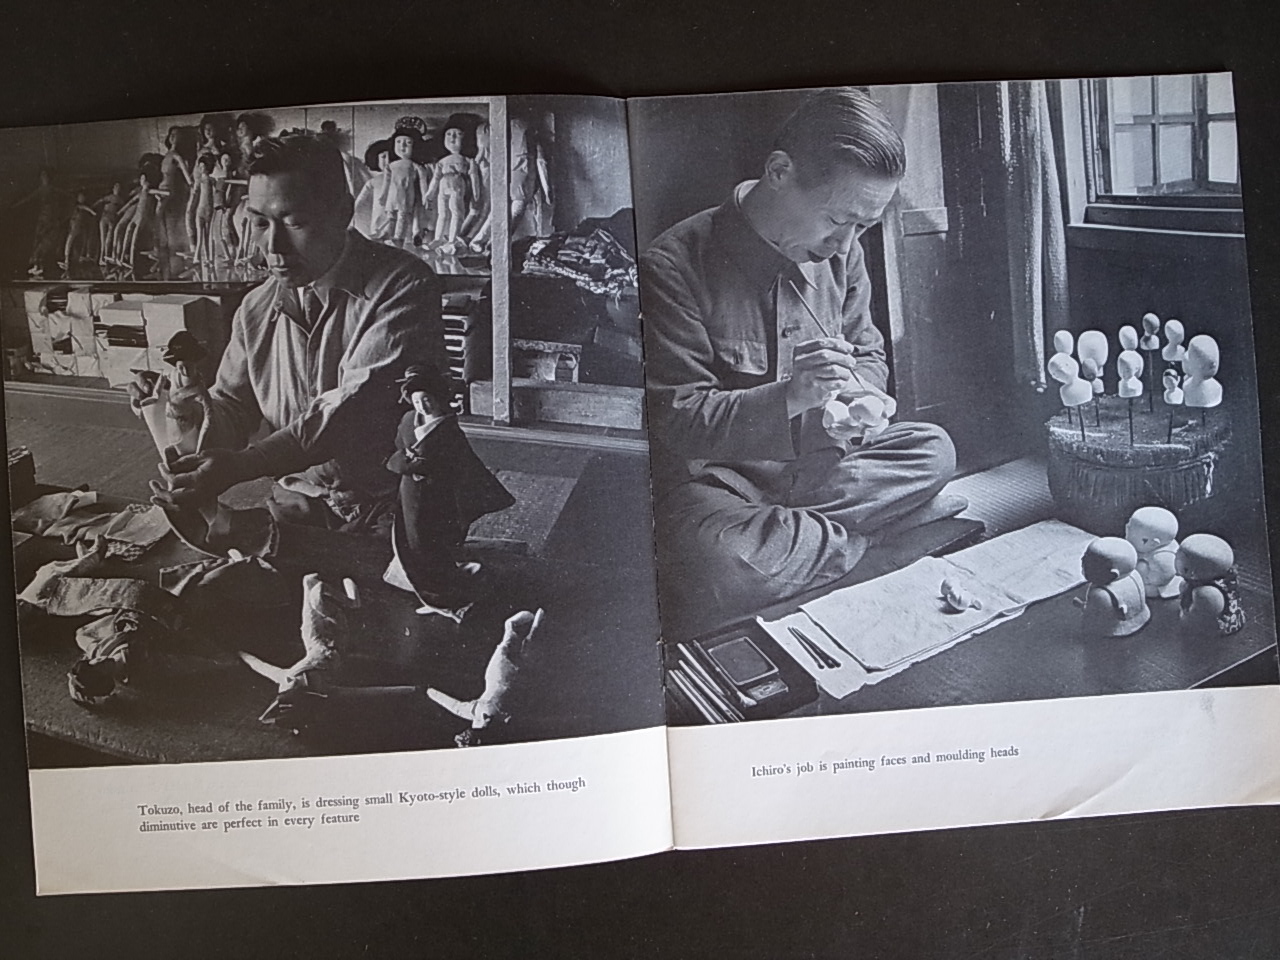 Tokuzo, head of the family, is dressing small Kyoto-style dolls, which though
diminutive are perfect in every feature
Ichiro's job is painting faces and moulding heads